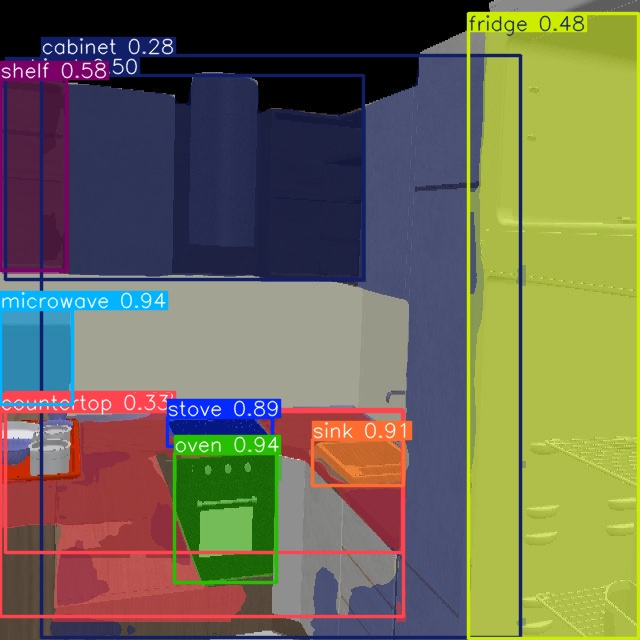 fridge 0.48
cabinet 0.28
shelf 0.58
50
microwave 0.94
countertop 0.33
stove 0.89
sink 0.91
oven 0.94